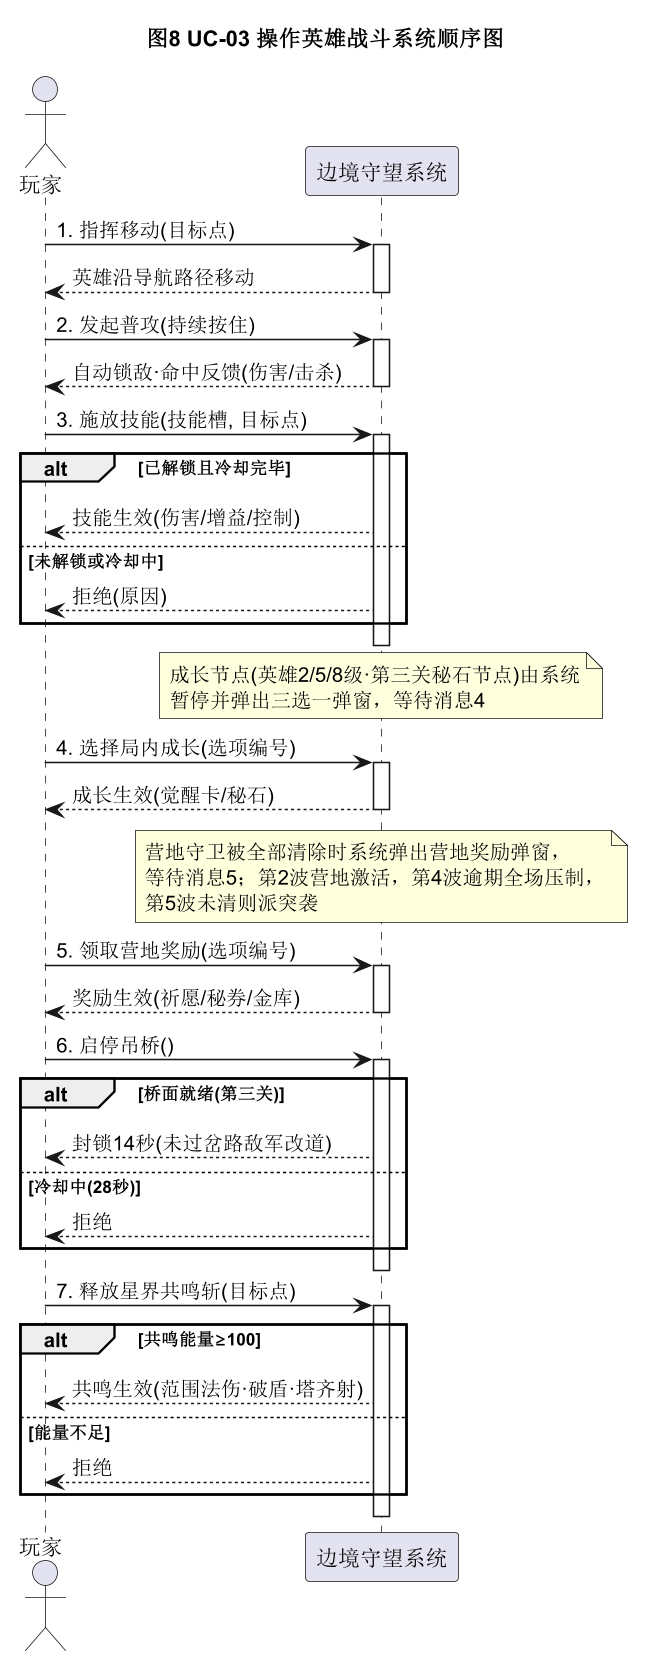 图8 UC-03 操作英雄战斗系统顺序图
玩家
边境守望系统
1. 指挥移动(目标点)
英雄沿导航路径移动
2. 发起普攻(持续按住)
自动锁敌·命中反馈(伤害/击杀)
3. 施放技能(技能槽, 目标点)
alt [已解锁且冷却完毕]
技能生效(伤害/增益/控制)
[未解锁或冷却中]
拒绝(原因)
成长节点(英雄2/5/8级·第三关秘石节点)由系统
暂停并弹出三选一弹窗，等待消息4
4. 选择局内成长(选项编号)
成长生效(觉醒卡/秘石)
营地守卫被全部清除时系统弹出营地奖励弹窗，
等待消息5；第2波营地激活，第4波逾期全场压制，
第5波未清则派突袭
5. 领取营地奖励(选项编号)
奖励生效(祈愿/秘券/金库)
6. 启停吊桥()
alt [桥面就绪(第三关)]
封锁14秒(未过岔路敌军改道)
[冷却中(28秒)]
拒绝
7. 释放星界共鸣斩(目标点)
alt [共鸣能量≥100]
共鸣生效(范围法伤·破盾·塔齐射)
[能量不足]
拒绝
玩家
边境守望系统